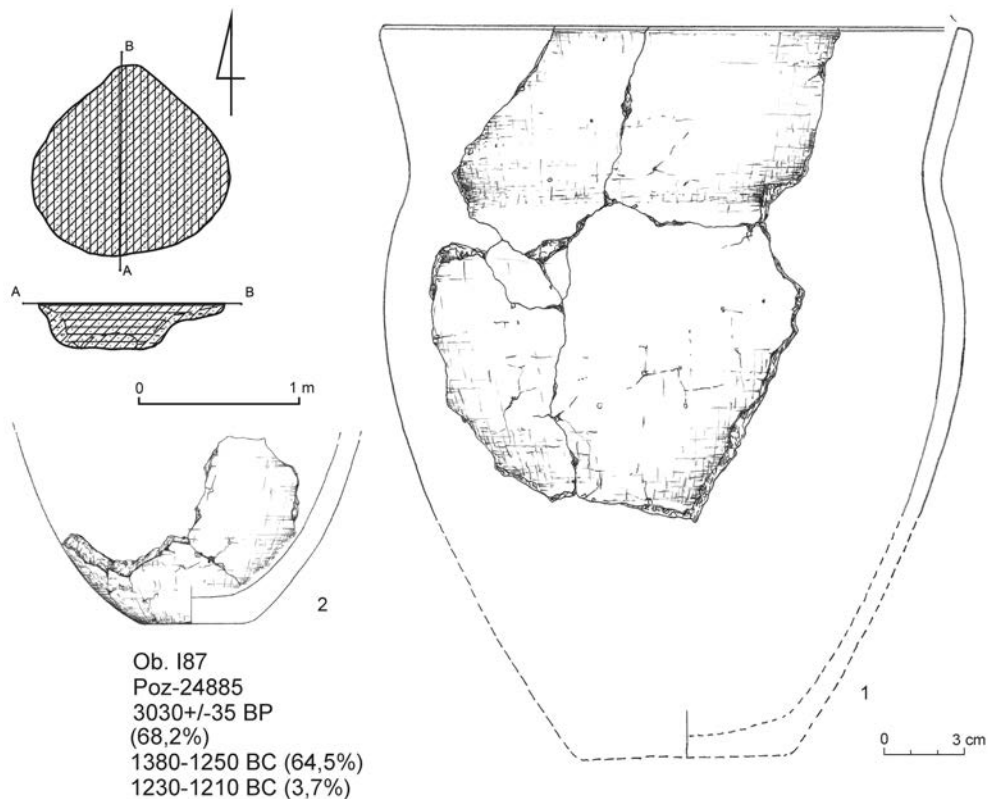 B
A
A B
0 1 m
2
Ob. I87
Poz-24885
3030+/-35 BP
(68,2%)
1380-1250 BC (64,5%)
1230-1210 BC (3,7%)
1
0 3 cm